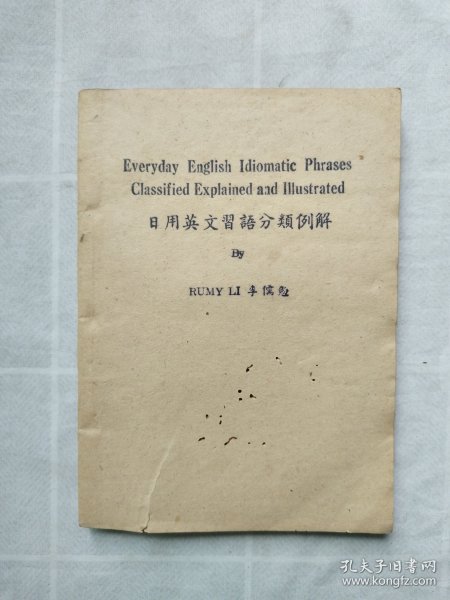 Everyday English Idiomatic Phrases
Classified Explained and Illustrated
日用英文習語分類例解
By
RUMY LI 李儒勉
孔夫子旧书网
www.kongfz.com